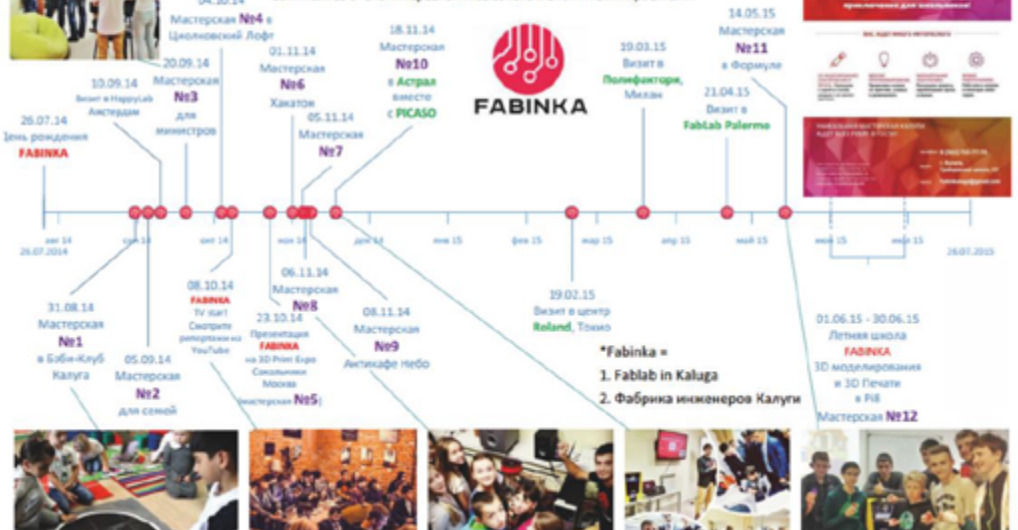 04.10.14
Мастерская №4 в
Циолковский Лофт
20.09.14
Мастерская
№3
для
министров
10.09.14
Визит в HappyLab
Амстердам
26.07.14
День рождения
FABINKA
01.11.14
Мастерская
№6
Хакатон
05.11.14
Мастерская
№7
18.11.14
Мастерская
№10
в Астрал
вместе
с PICASO
FABINKA
19.03.15
Визит в
Полифактори,
Милан
21.04.15
Визит в
FabLab Palermo
14.05.15
Мастерская
№11
в Формуле
приключения для школьников!
авг 14
сен 14
окт 14
ноя 14
дек 14
янв 15
фев 15
мар 15
апр 15
май 15
июн 15
июл 15
26.07.2014
26.07.2015
31.08.14
Мастерская
№1
в Бэби-Клуб
Калуга
05.09.14
Мастерская
№2
для семей
08.10.14
FABINKA
TV start
Смотрите
репортажи на
YouTube
23.10.14
Презентация
FABINKA
на 3D Print Expo
Сокольники
Москва
(мастерская №5)
06.11.14
Мастерская
№8
08.11.14
Мастерская
№9
Антикафе Небо
19.02.15
Визит в центр
Roland, Токио
*Fabinka =
1. Fablab in Kaluga
2. Фабрика инженеров Калуги
01.06.15 - 30.06.15
Летняя школа
FABINKA
3D моделирования
и 3D Печати
в Pi8
Мастерская №12